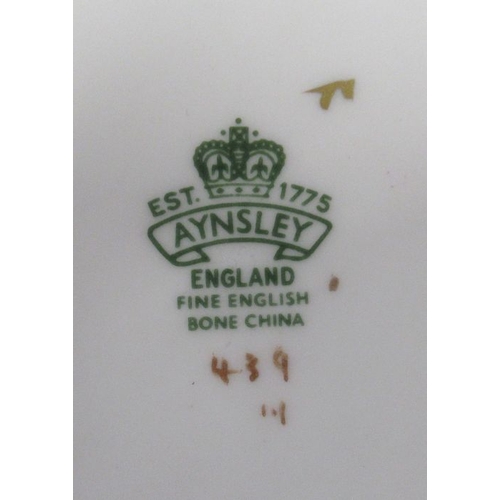 EST. 1775
AYNSLEY
ENGLAND
FINE ENGLISH
BONE CHINA
439